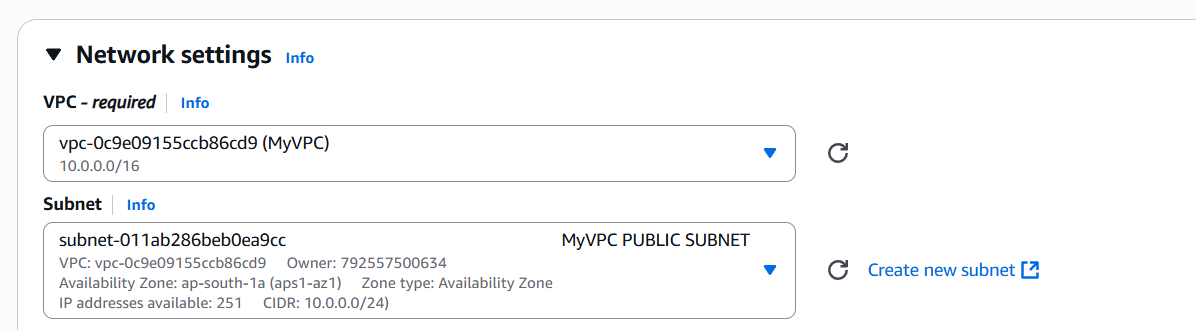 Network settings Info
VPC - required Info
vpc-0c9e09155ccb86cd9 (MyVPC)
10.0.0.0/16
Subnet Info
subnet-011ab286beb0ea9cc MyVPC PUBLIC SUBNET
VPC: vpc-0c9e09155ccb86cd9 Owner: 792557500634
Availability Zone: ap-south-1a (aps1-az1) Zone type: Availability Zone
IP addresses available: 251 CIDR: 10.0.0.0/24)
Create new subnet